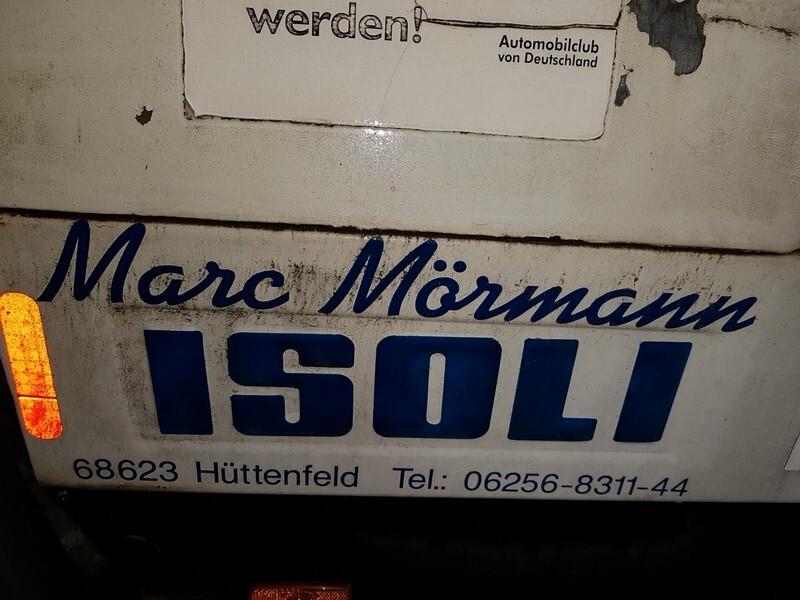 werden!
Automobilclub
von Deutschland
Marc Mörmann
ISOLI
68623 Hüttenfeld Tel.: 06256-8311-44